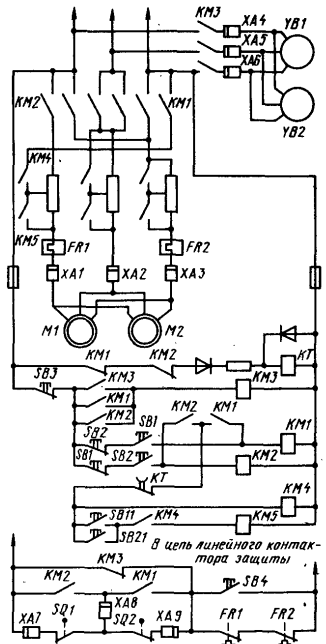 KM3 XA4 YB1
XA5
XA6
KM2 KM1
YB2
KM4
KM5 FR1 FR2
XA1 XA2 XA3
M1 M2
KM1 KM2 KT
SB3 KM3 KM3
KM1
KM2 SB1 KM2 KM1
SB2 KM1
SB1 SB2 KM2
KT
KM4
SB11 KM4 KM5
SB21
В цепь линейного контак-
тора защиты
KM3
KM2 KM1 SB4
XA8
XA7 SQ1 SQ2 XA9 FR1 FR2